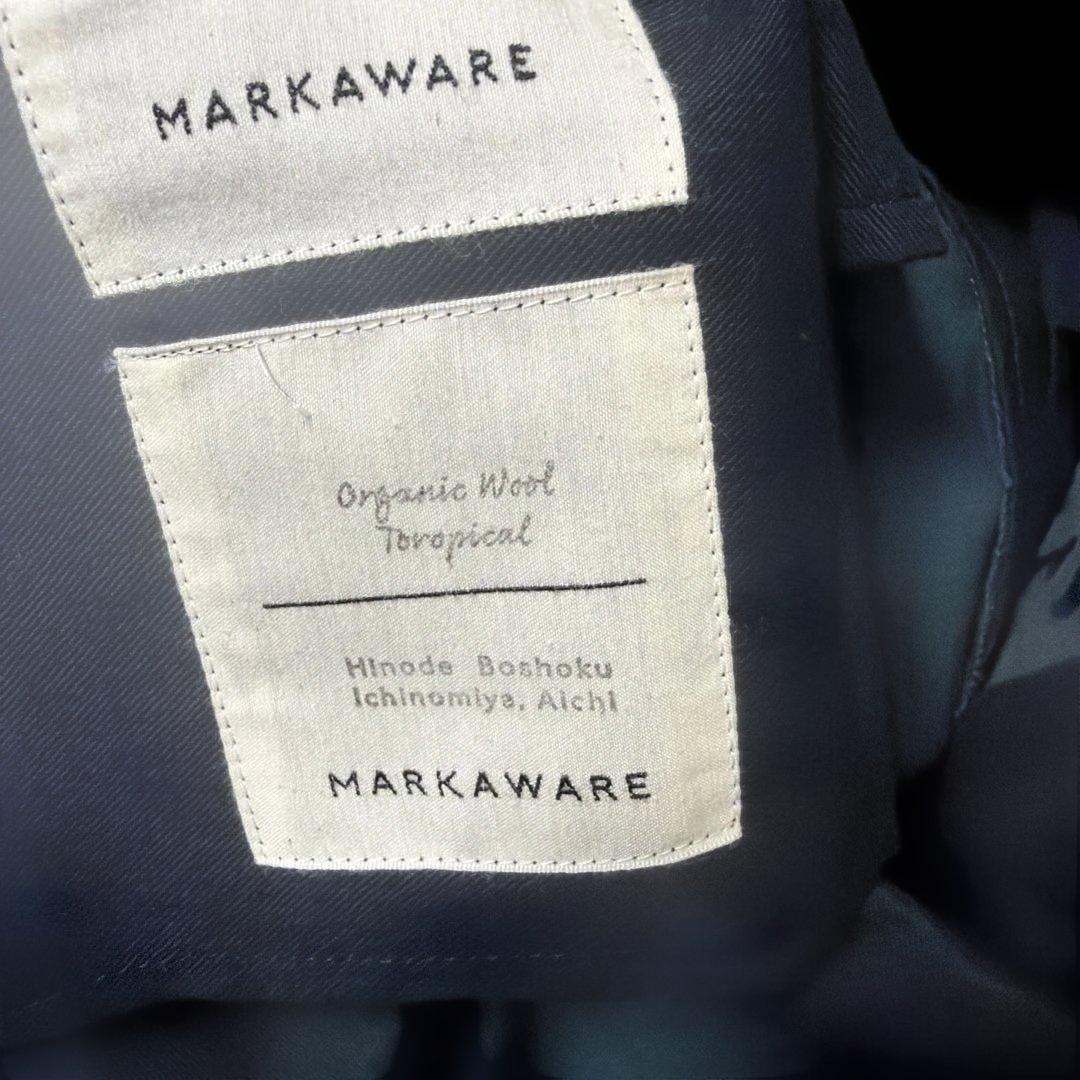 MARKAWARE
Organic Wool
Toropical
Hinode Boshoku
Ichinomiya, Aichi
MARKAWARE